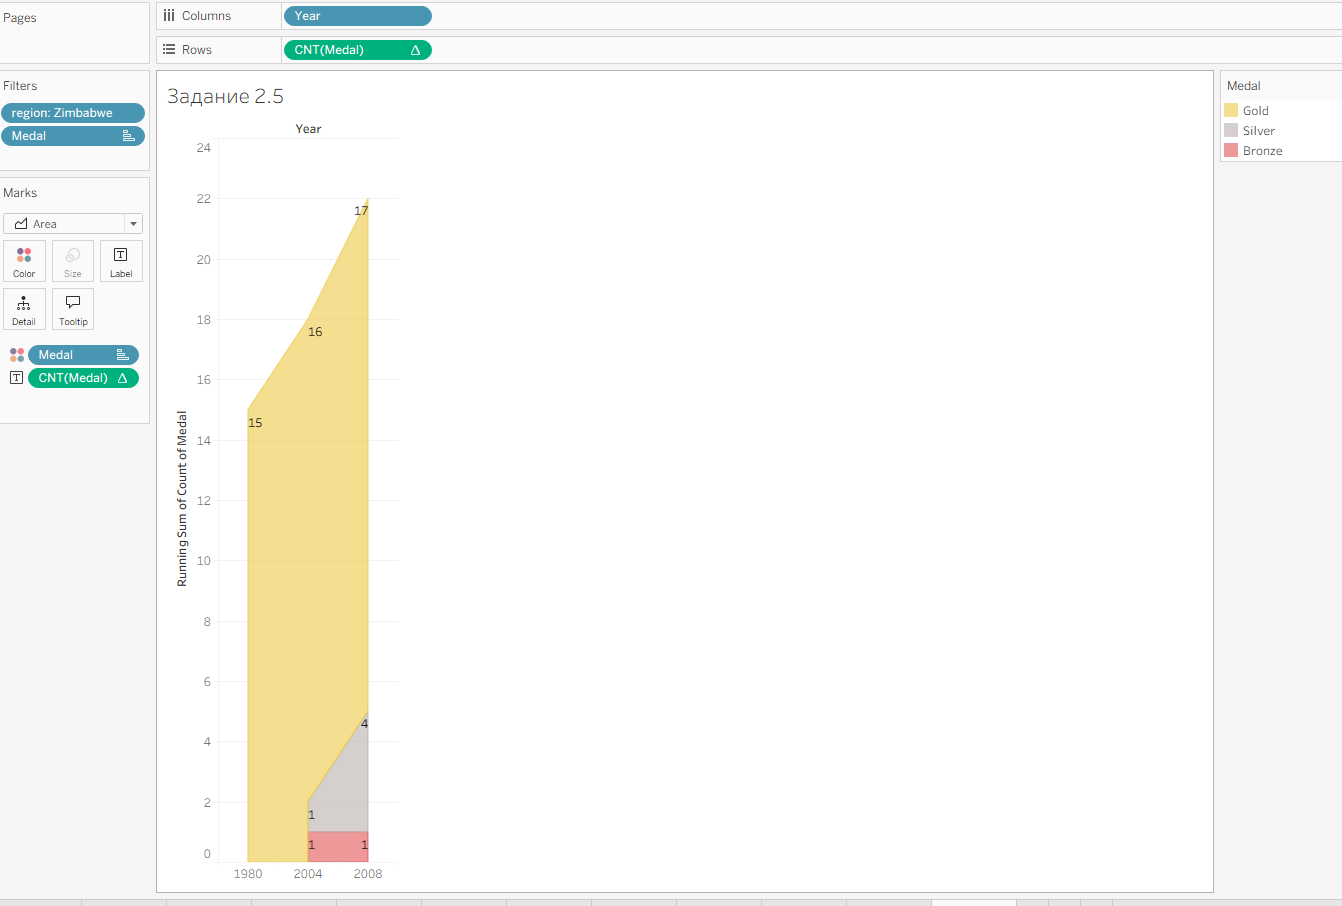 Pages
Columns
Year
Rows
CNT(Medal)
Filters
region: Zimbabwe
Medal
Marks
Area
Color
Size
Label
Detail
Tooltip
Medal
CNT(Medal)
Задание 2.5
Year
Running Sum of Count of Medal
24
22
20
18
16
14
12
10
8
6
4
2
0
17
16
15
4
1
1
1
1980
2004
2008
Medal
Gold
Silver
Bronze